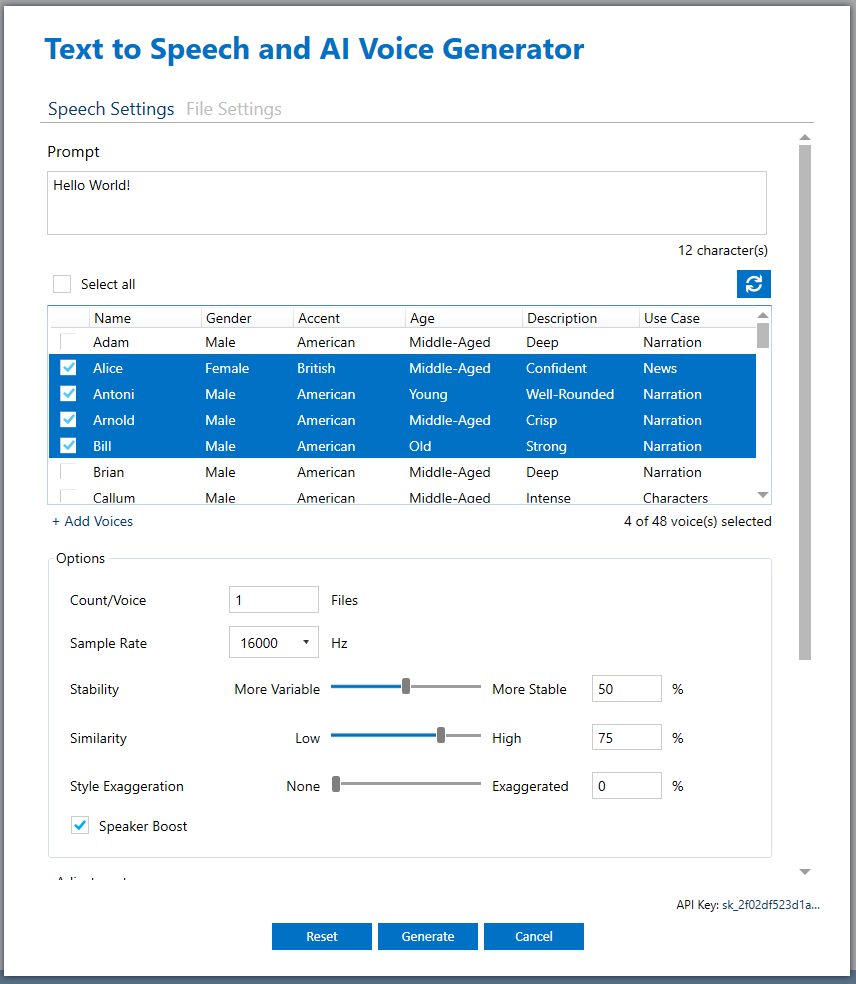 Text to Speech and AI Voice Generator
Speech Settings File Settings
Prompt
Hello World!
12 character(s)
Select all
Name Gender Accent Age Description Use Case
Adam Male American Middle-Aged Deep Narration
Alice Female British Middle-Aged Confident News
Antoni Male American Young Well-Rounded Narration
Arnold Male American Middle-Aged Crisp Narration
Bill Male American Old Strong Narration
Brian Male American Middle-Aged Deep Narration
Callum Male American Middle-Aged Intense Characters
+ Add Voices 4 of 48 voice(s) selected
Options
Count/Voice 1 Files
Sample Rate 16000 Hz
Stability More Variable More Stable 50 %
Similarity Low High 75 %
Style Exaggeration None Exaggerated 0 %
Speaker Boost
API Key: sk_2f02df523d1a...
Reset Generate Cancel